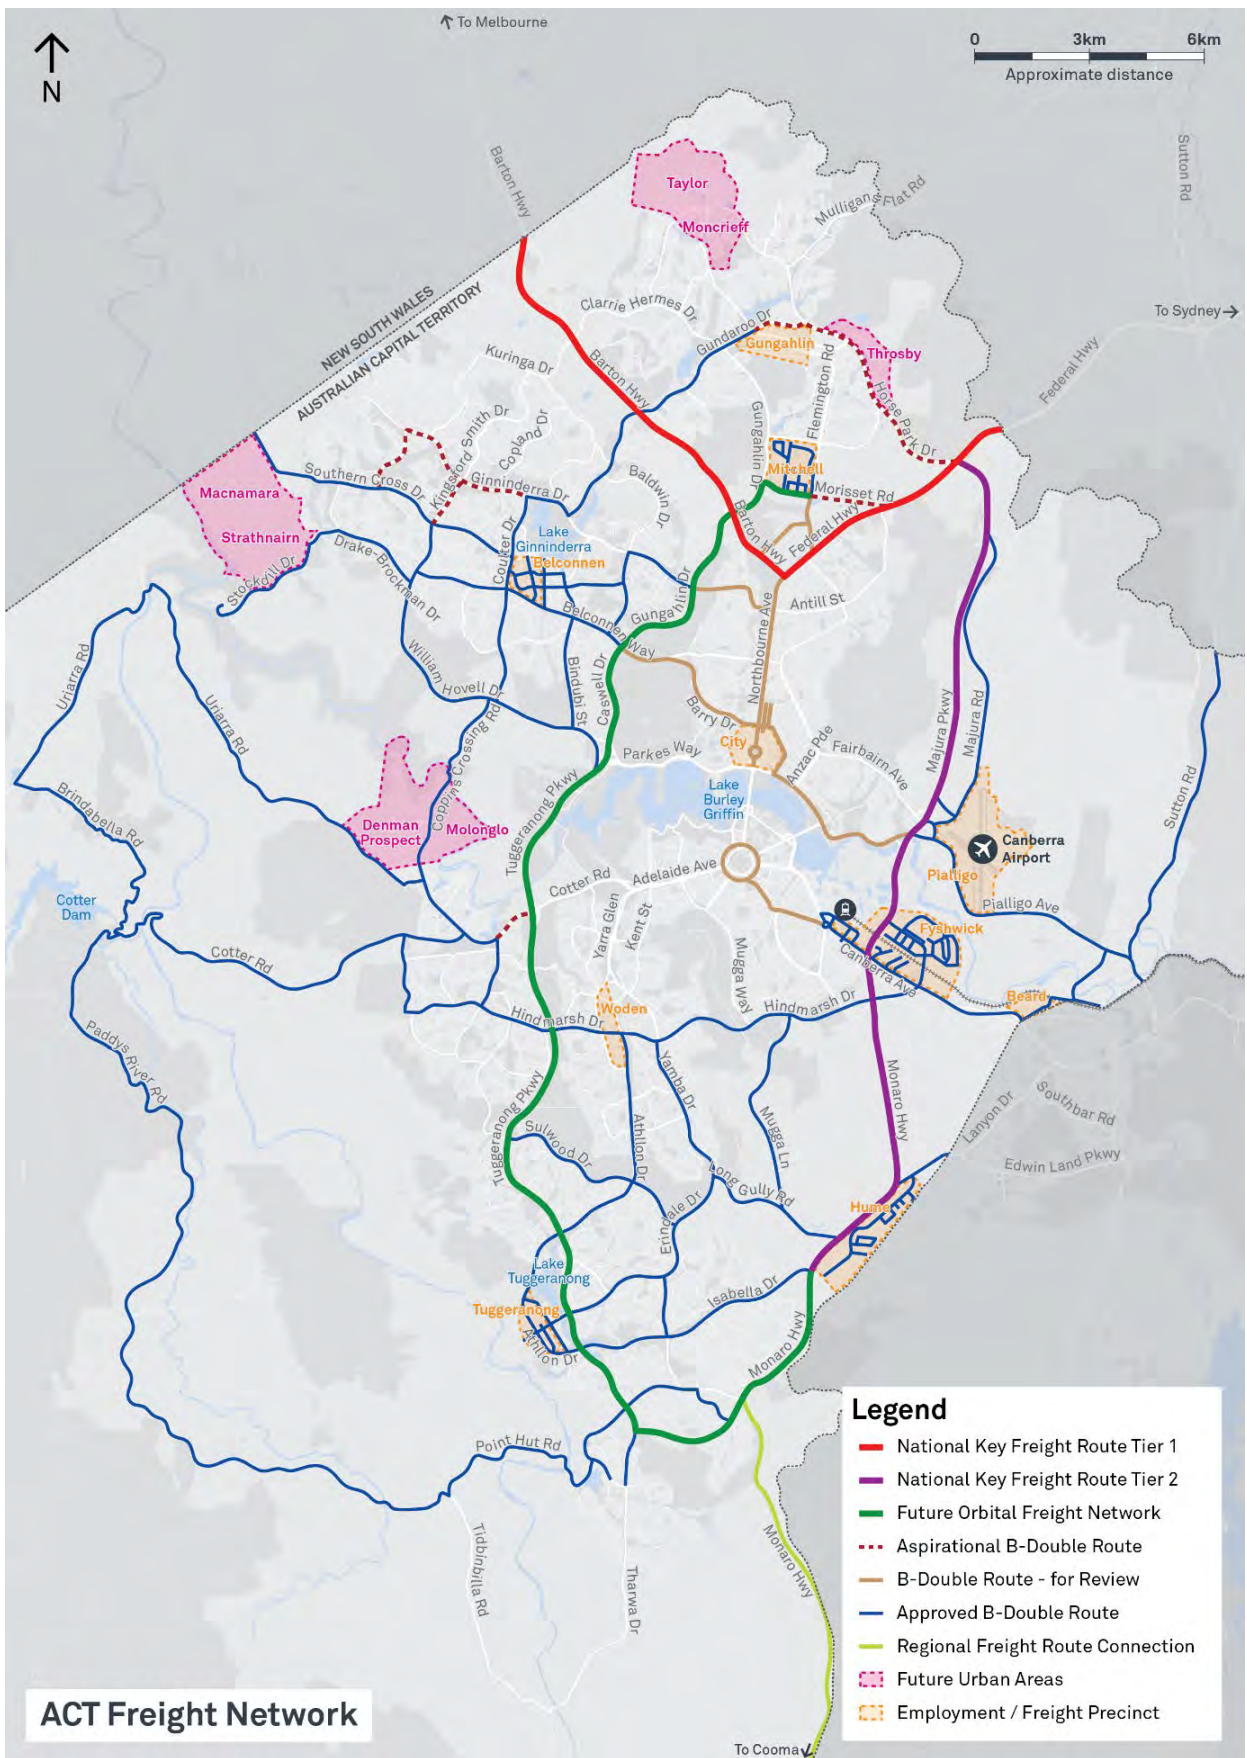 To Melbourne
N
0 3km 6km
Approximate distance
Barton Hwy
Sutton Rd
Taylor
Moncrieff
Mulligans Flat Rd
NEW SOUTH WALES
AUSTRALIAN CAPITAL TERRITORY
Clarrie Hermes Dr
To Sydney
Gundaroo Dr
Gungahlin
Throsby
Federal Hwy
Kuringa Dr
Barton Hwy
Flemington Rd
Horse Park Dr
Gungahlin Dr
Kingsford Smith Dr
Copland Dr
Mitchell
Southern Cross Dr
Ginninderra Dr
Baldwin Dr
Morisset Rd
Macnamara
Strathnairn
Barton Hwy
Federal Hwy
Coulter Dr
Lake
Ginninderra
Belconnen
Stockdill Dr
Drake-Brockman Dr
Gungahlin Dr
Antill St
Belconnen Way
Northbourne Ave
Uriarra Rd
Uriarra Rd
William Hovell Dr
Bindubi St
Caswell Dr
Barry Dr
Majura Pkwy
Majura Rd
City
Parkes Way
Anzac Pde
Fairbairn Ave
Coppins Crossing Rd
Lake
Burley
Griffin
Sutton Rd
Brindabella Rd
Denman
Prospect
Molonglo
Tuggeranong Pkwy
Canberra
Airport
Pialligo
Pialligo Ave
Cotter
Dam
Cotter Rd
Adelaide Ave
Yarra Glen
Kent St
Fyshwick
Cotter Rd
Mugga Way
Canberra Ave
Hindmarsh Dr
Beard
Woden
Hindmarsh Dr
Paddys River Rd
Yamba Dr
Monaro Hwy
Lanyon Dr
Southbar Rd
Edwin Land Pkwy
Tuggeranong Pkwy
Sulwood Dr
Athllon Dr
Mugga Ln
Long Gully Rd
Erindale Dr
Hume
Lake
Tuggeranong
Isabella Dr
Tuggeranong
Athllon Dr
Monaro Hwy
Point Hut Rd
Tidbinbilla Rd
Tharwa Dr
Monaro Hwy
Legend
National Key Freight Route Tier 1
National Key Freight Route Tier 2
Future Orbital Freight Network
Aspirational B-Double Route
B-Double Route - for Review
Approved B-Double Route
Regional Freight Route Connection
Future Urban Areas
Employment / Freight Precinct
ACT Freight Network
To Cooma